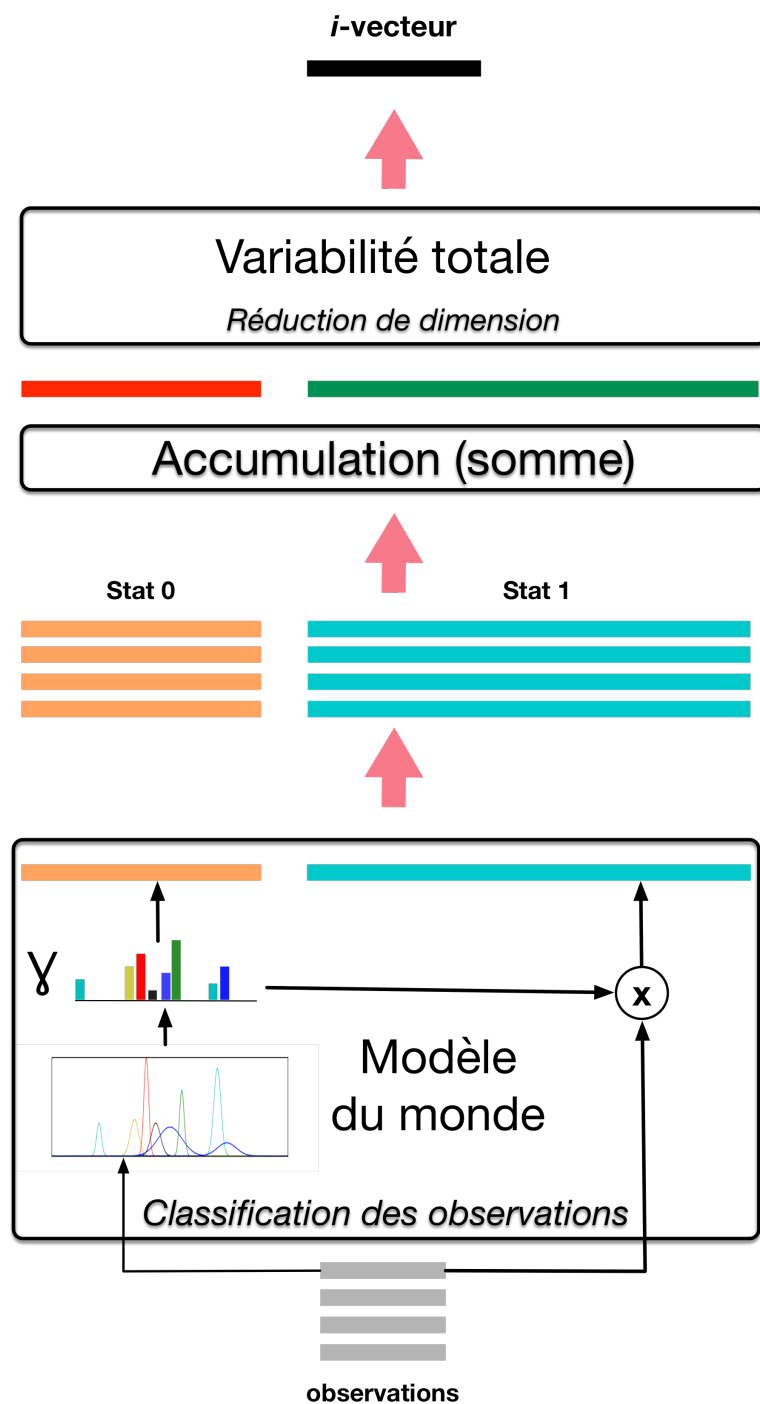 i-vecteur
Variabilité totale
Réduction de dimension
Accumulation (somme)
Stat 0
Stat 1
γ
x
Modèle
du monde
Classification des observations
observations